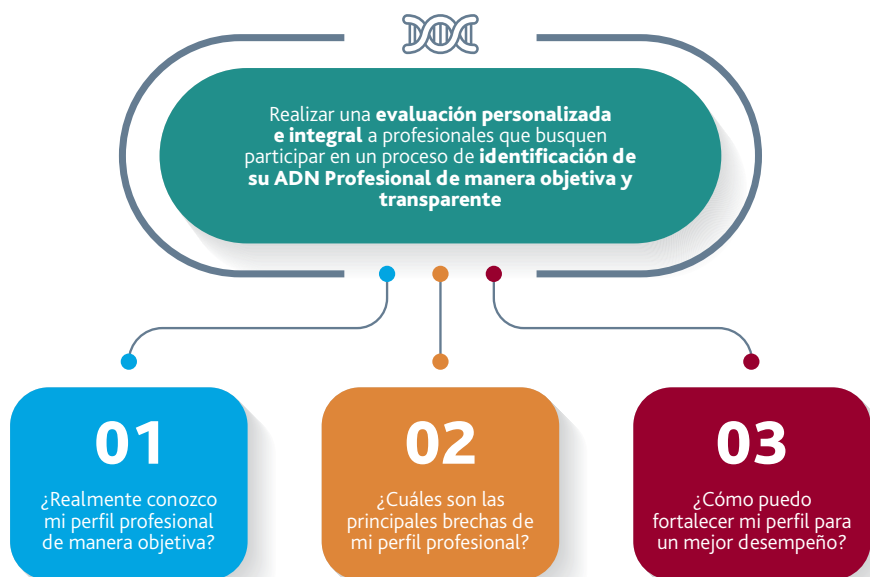 Realizar una evaluación personalizada
e integral a profesionales que busquen
participar en un proceso de identificación de
su ADN Profesional de manera objetiva y
transparente
01
¿Realmente conozco
mi perfil profesional
de manera objetiva?
02
¿Cuáles son las
principales brechas de
mi perfil profesional?
03
¿Cómo puedo
fortalecer mi perfil para
un mejor desempeño?